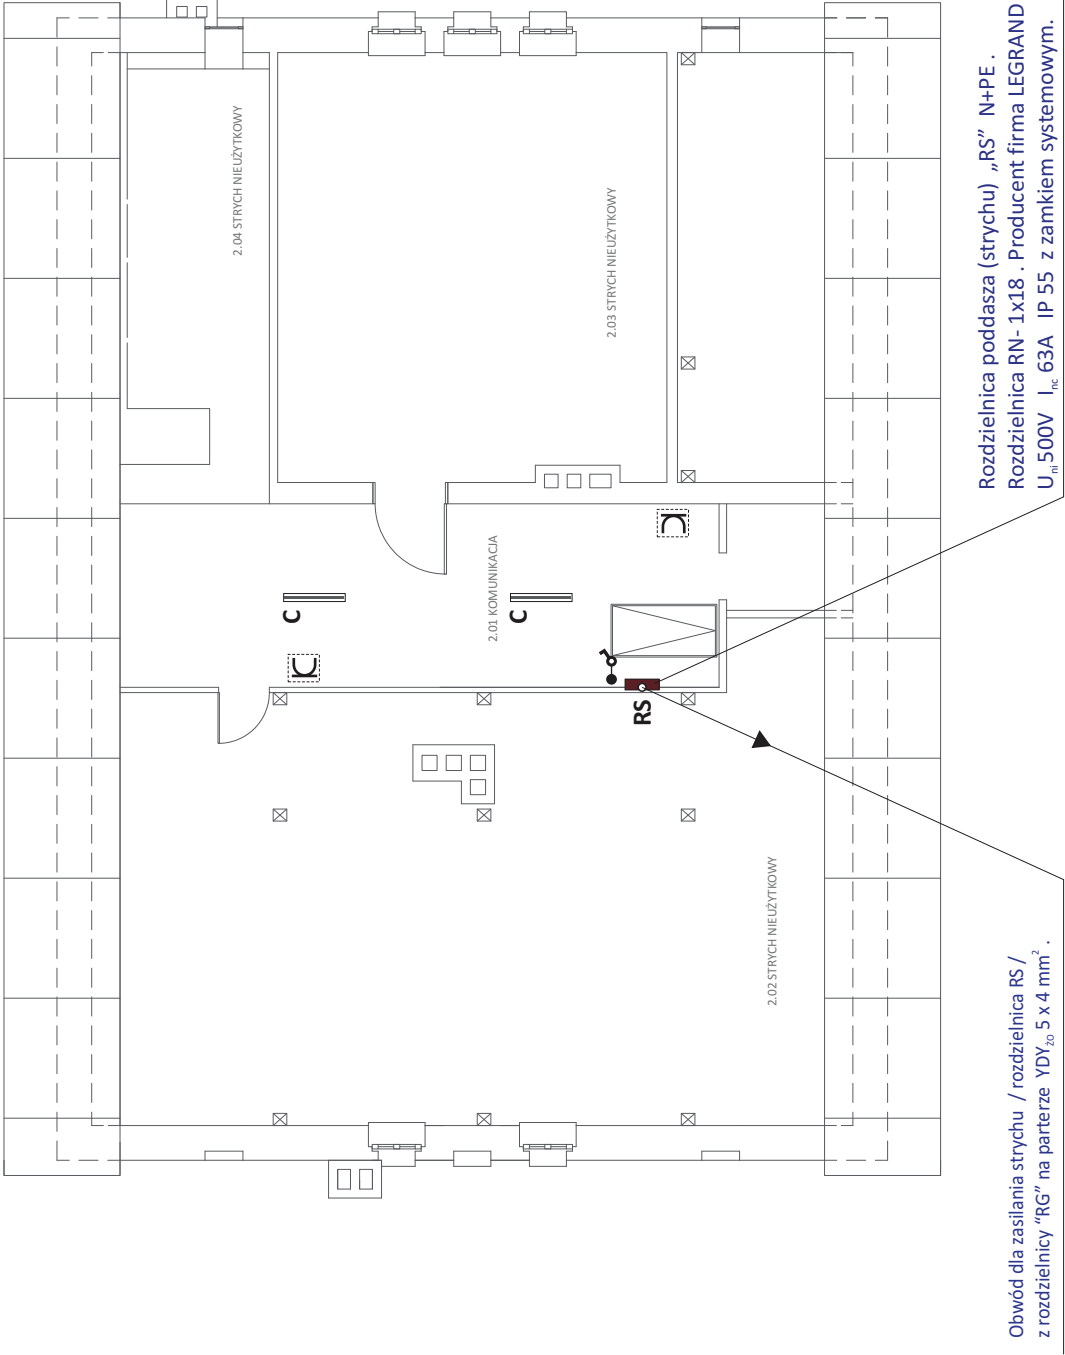 2.04 STRYCH NIEUŻYTKOWY
2.03 STRYCH NIEUŻYTKOWY
2.01 KOMUNIKACJA
C
C
RS
2.02 STRYCH NIEUŻYTKOWY
Rozdzielnica poddasza (strychu) „RS” N+PE .
Rozdzielnica RN- 1x18 . Producent firma LEGRAND
Uni 500V Inc 63A IP 55 z zamkiem systemowym.
Obwód dla zasilania strychu / rozdzielnica RS /
z rozdzielnicy “RG” na parterze YDYżo 5 x 4 mm² .